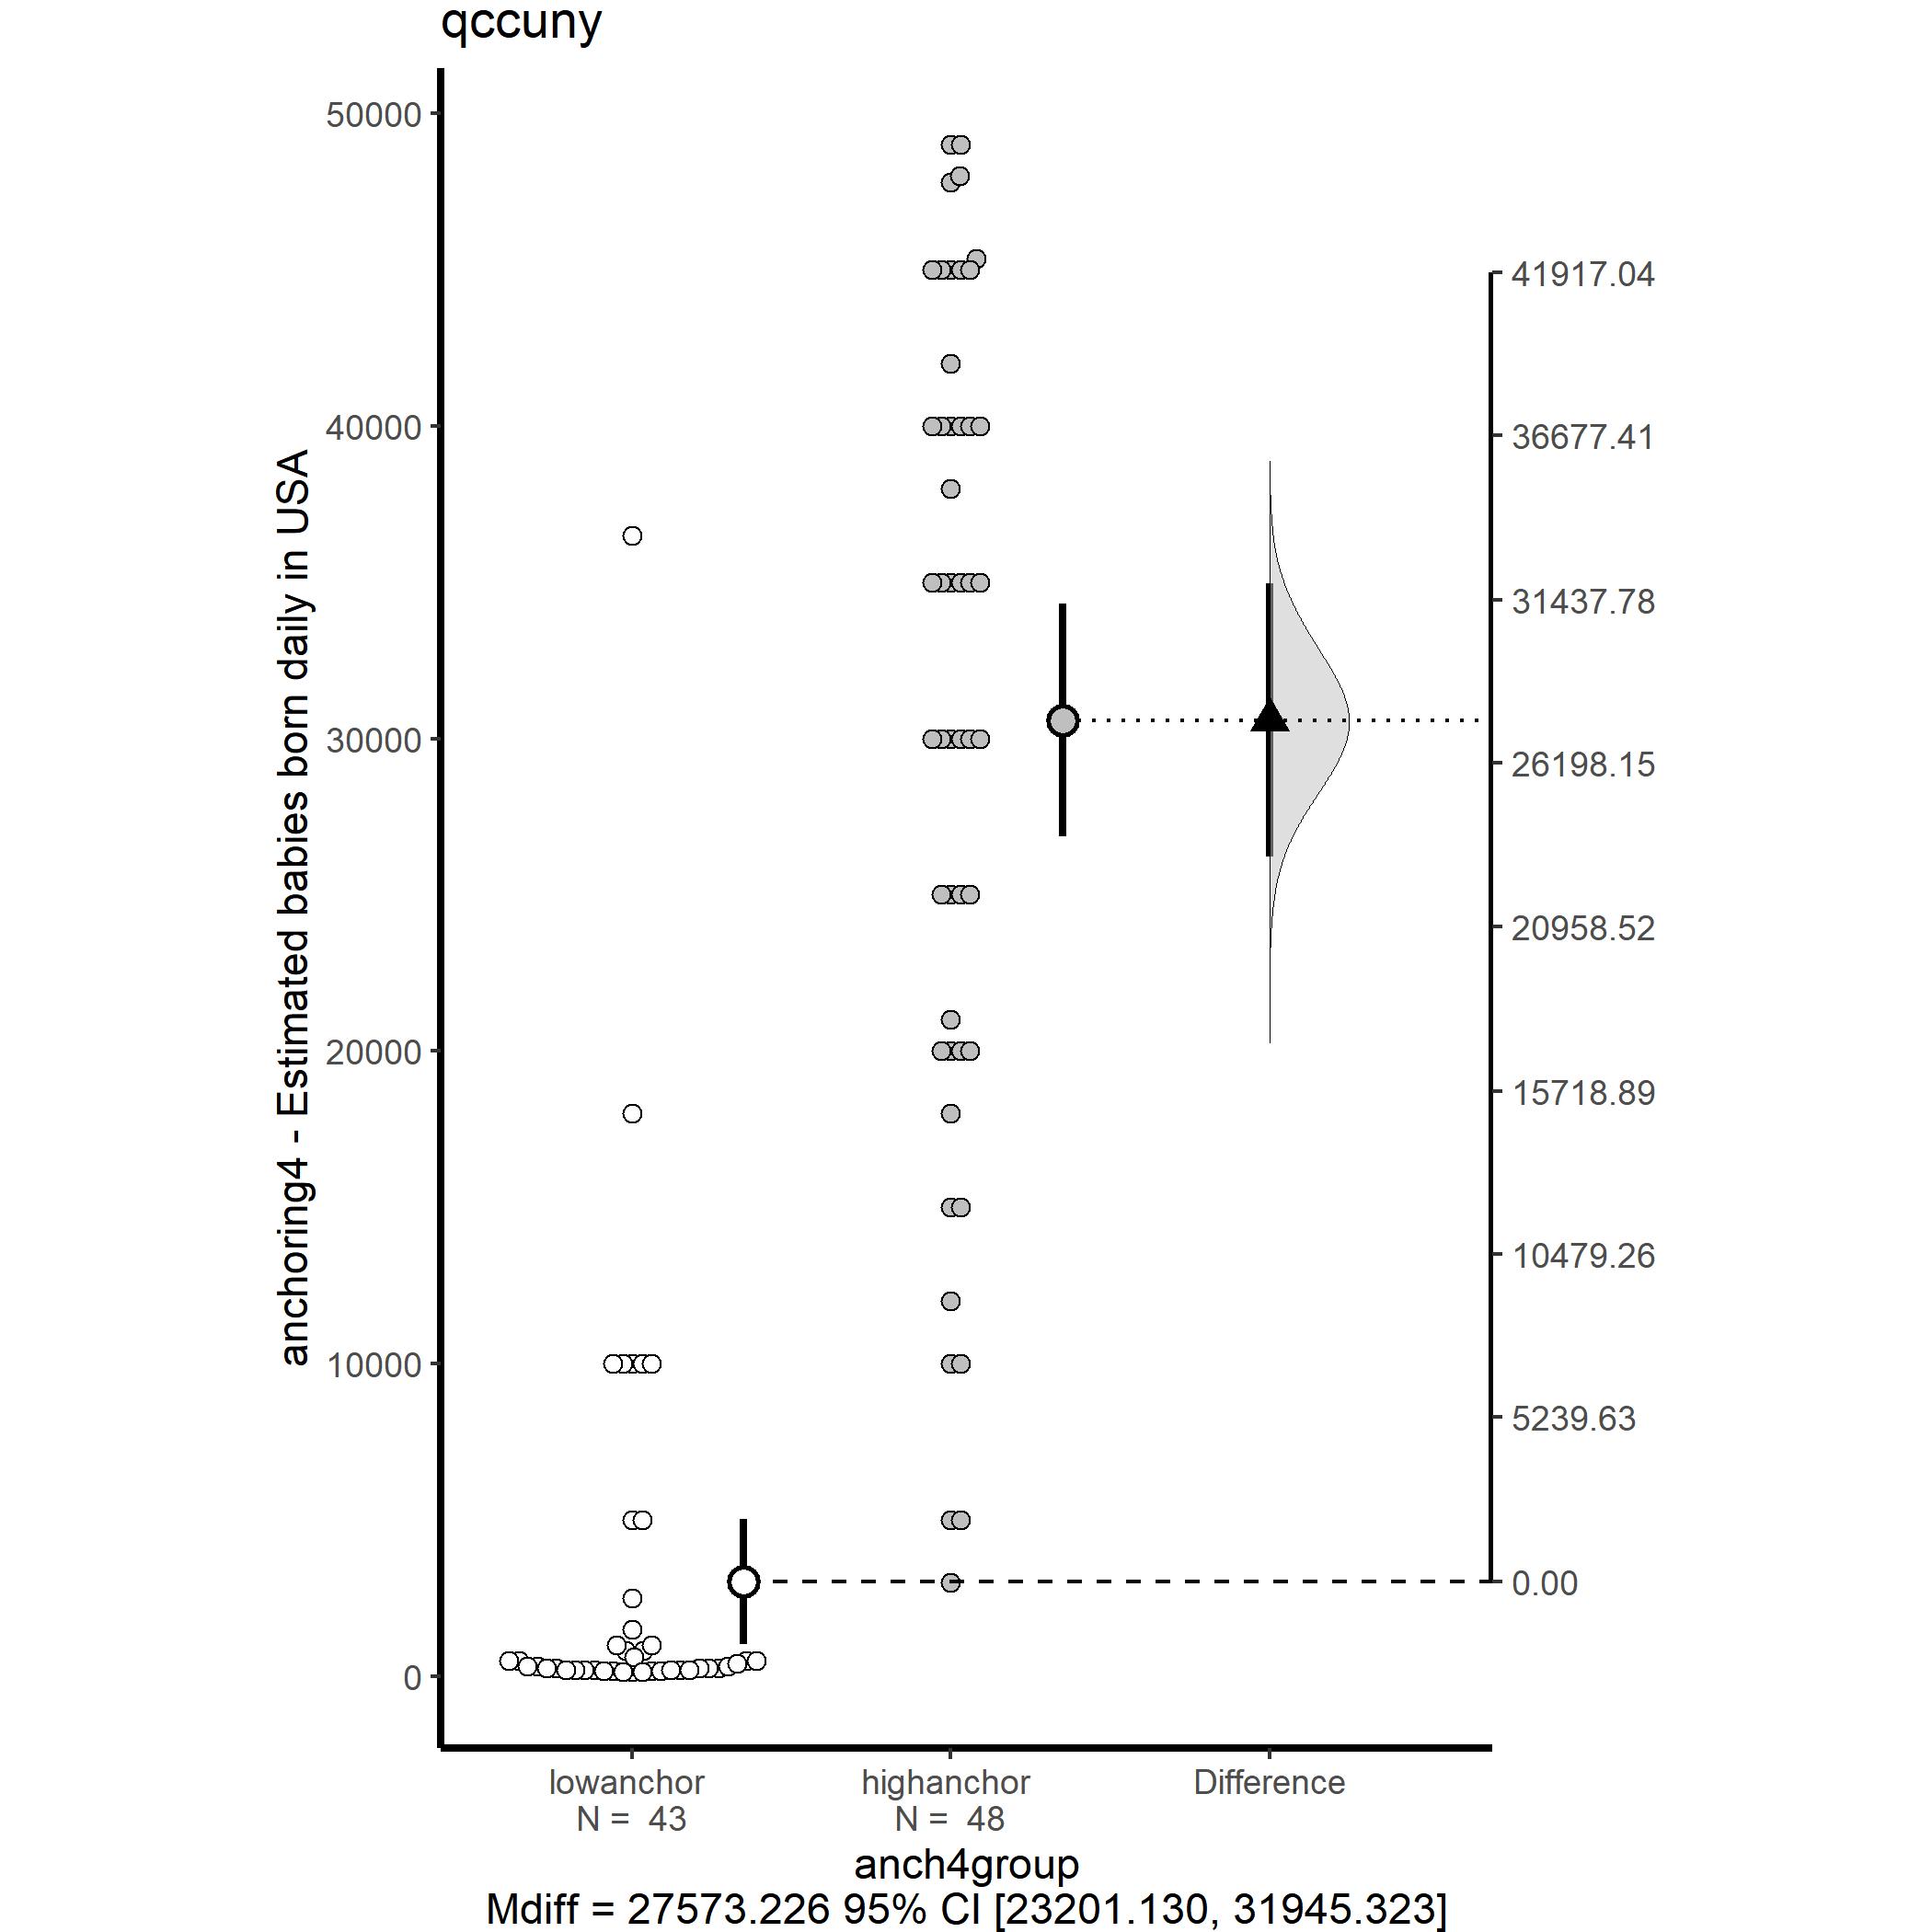 qccuny
anchoring4 - Estimated babies born daily in USA
50000
40000
30000
20000
10000
0
41917.04
36677.41
31437.78
26198.15
20958.52
15718.89
10479.26
5239.63
0.00
lowanchor
N =  43
highanchor
N =  48
Difference
anch4group
Mdiff = 27573.226 95% CI [23201.130, 31945.323]